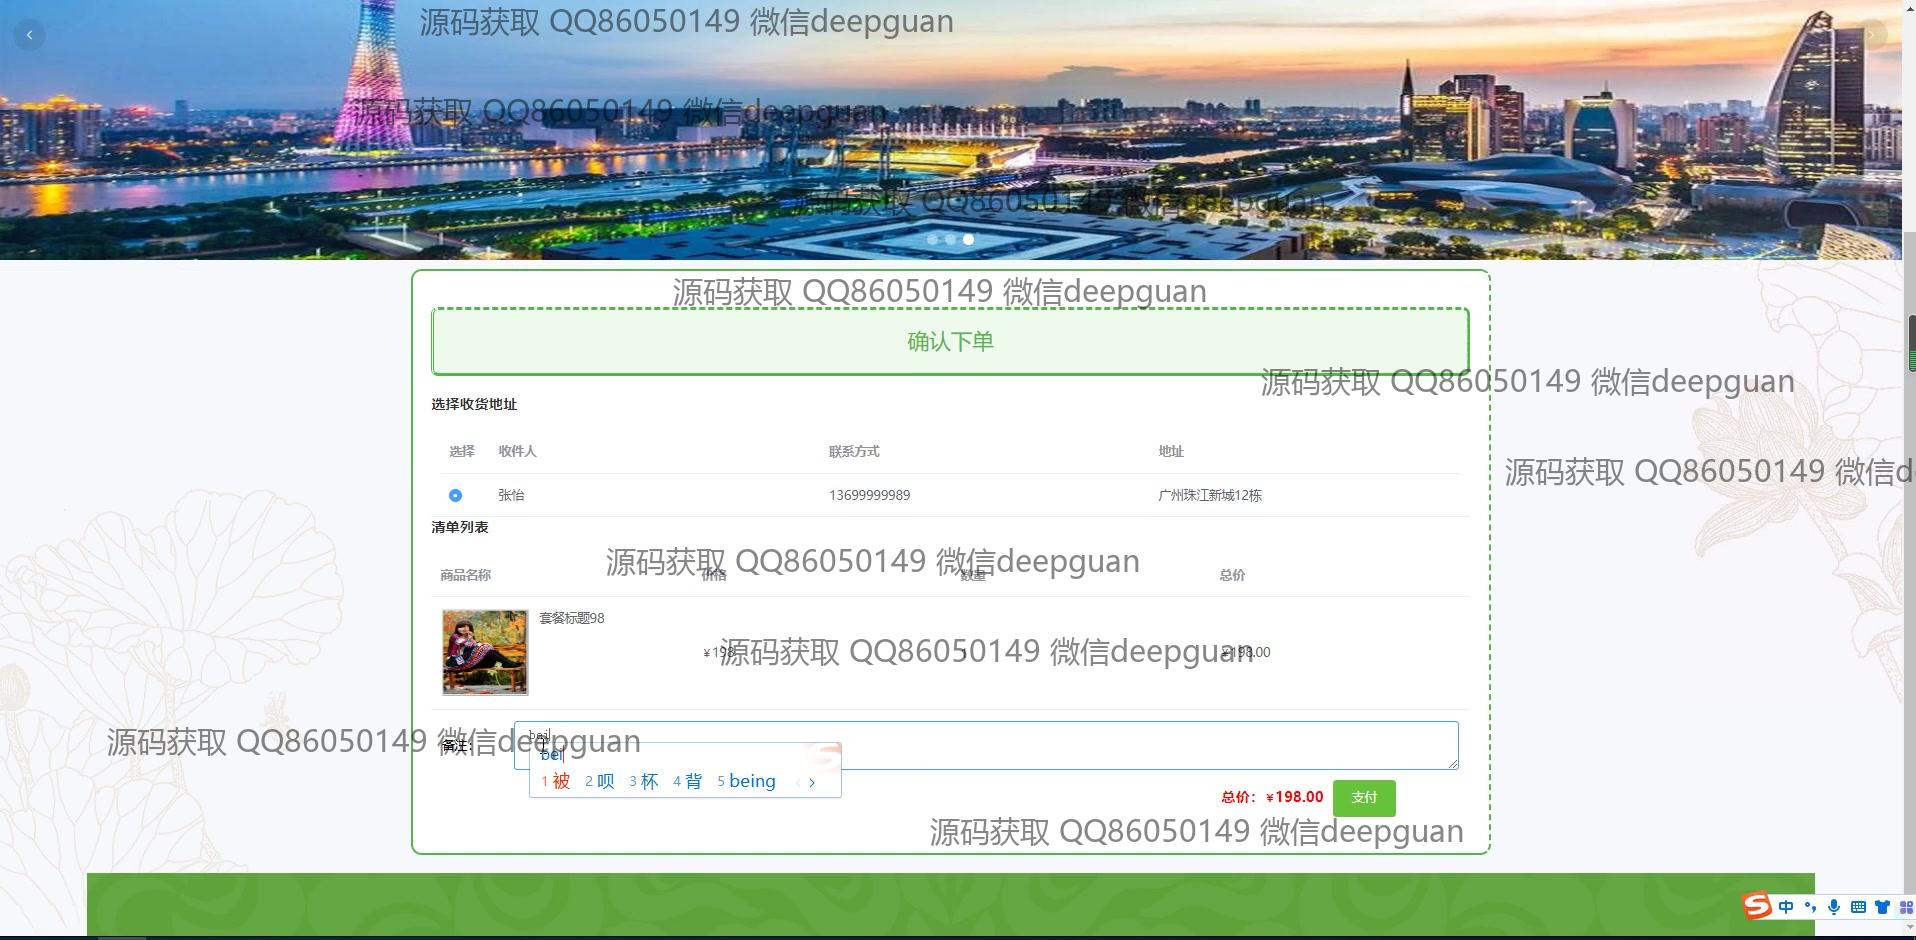 源码获取 QQ86050149 微信deepguan
源码获取 QQ86050149 微信deepguan
源码获取 QQ86050149 微信deepguan
源码获取 QQ86050149 微信deepguan
确认下单
源码获取 QQ86050149 微信deepguan
选择收货地址
选择 收件人 联系方式 地址
源码获取 QQ86050149 微信d
张怡 13699999989 广州珠江新城12栋
清单列表
源码获取 QQ86050149 微信deepguan
商品名称 价格 数量 总价
套餐标题98
¥198 ¥198.00
源码获取 QQ86050149 微信deepguan
源码获取 QQ86050149 微信deepguan
备注: bei
bei
1 被 2 呗 3 杯 4 背 5 being
总价：¥198.00 支付
源码获取 QQ86050149 微信deepguan
中